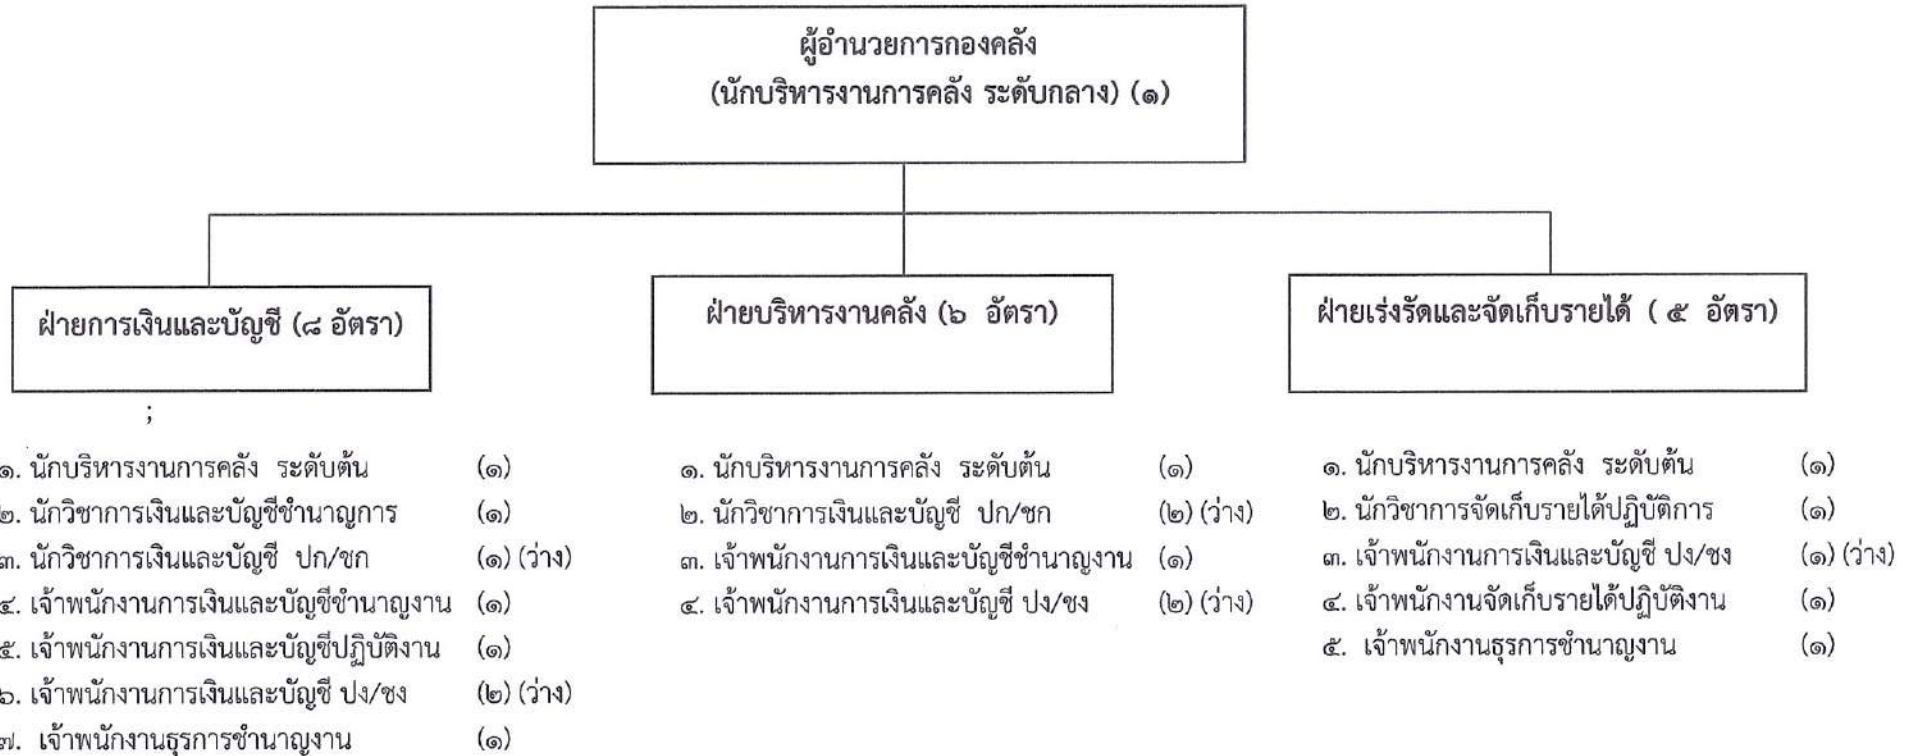 ผู้อำนวยการกองคลัง
(นักบริหารงานการคลัง ระดับกลาง) (๑)
ฝ่ายการเงินและบัญชี (๘ อัตรา)
;
๑. นักบริหารงานการคลัง ระดับต้น (๑)
๒. นักวิชาการเงินและบัญชีชำนาญการ (๑)
๓. นักวิชาการเงินและบัญชี ปก/ชก (๑) (ว่าง)
๔. เจ้าพนักงานการเงินและบัญชีชำนาญงาน (๑)
๕. เจ้าพนักงานการเงินและบัญชีปฏิบัติงาน (๑)
๖. เจ้าพนักงานการเงินและบัญชี ปง/ชง (๒) (ว่าง)
๗. เจ้าพนักงานธุรการชำนาญงาน (๑)
ฝ่ายบริหารงานคลัง (๖ อัตรา)
๑. นักบริหารงานการคลัง ระดับต้น (๑)
๒. นักวิชาการเงินและบัญชี ปก/ชก (๒) (ว่าง)
๓. เจ้าพนักงานการเงินและบัญชีชำนาญงาน (๑)
๔. เจ้าพนักงานการเงินและบัญชี ปง/ชง (๒) (ว่าง)
ฝ่ายเร่งรัดและจัดเก็บรายได้ ( ๕ อัตรา)
๑. นักบริหารงานการคลัง ระดับต้น (๑)
๒. นักวิชาการจัดเก็บรายได้ปฏิบัติการ (๑)
๓. เจ้าพนักงานการเงินและบัญชี ปง/ชง (๑) (ว่าง)
๔. เจ้าพนักงานจัดเก็บรายได้ปฏิบัติงาน (๑)
๕. เจ้าพนักงานธุรการชำนาญงาน (๑)